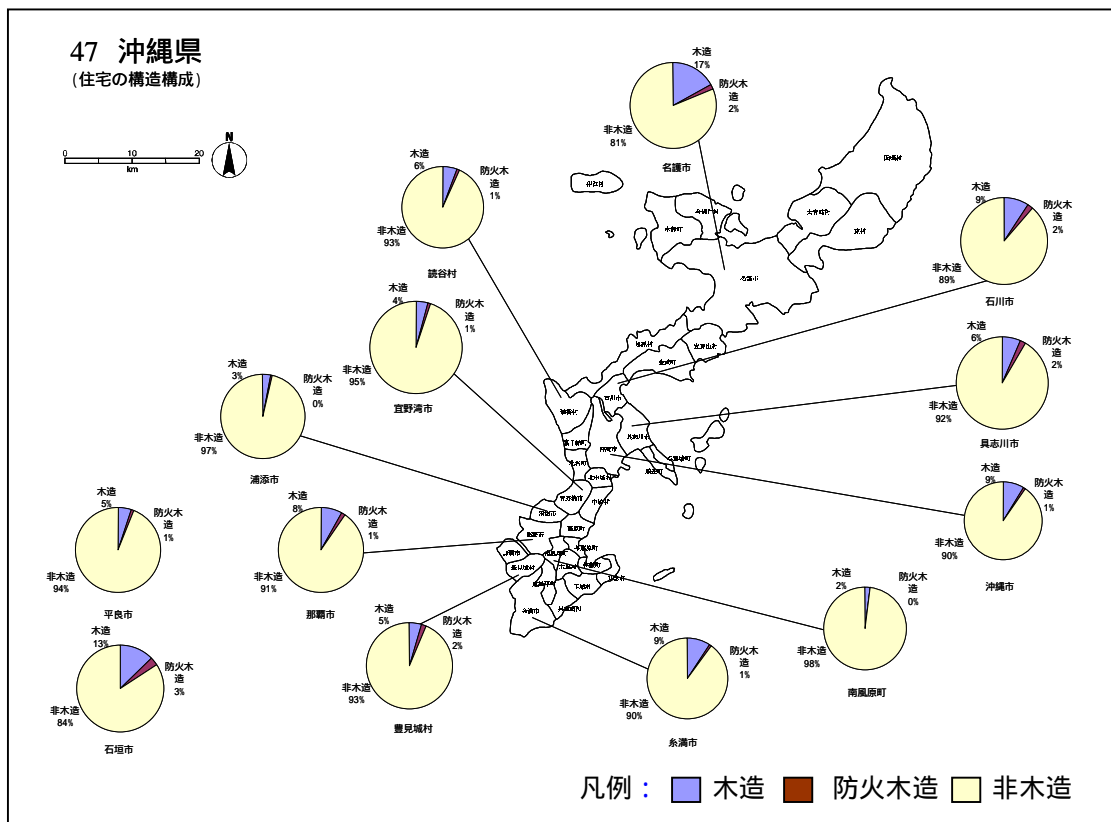 47 沖縄県
(住宅の構造構成)
N
0 10 20
km
木造
17%
防火木
造
2%
非木造
81%
名護市
木造
6%
防火木
造
1%
非木造
93%
読谷村
木造
9%
防火木
造
2%
非木造
89%
石川市
木造
4%
防火木
造
1%
非木造
95%
宜野湾市
木造
6%
防火木
造
2%
非木造
92%
具志川市
木造
3%
防火木
造
0%
非木造
97%
浦添市
木造
9%
防火木
造
1%
非木造
90%
沖縄市
木造
5%
防火木
造
1%
非木造
94%
平良市
木造
8%
防火木
造
1%
非木造
91%
那覇市
木造
2%
防火木
造
0%
非木造
98%
南風原町
木造
13%
防火木
造
3%
非木造
84%
石垣市
木造
5%
防火木
造
2%
非木造
93%
豊見城村
木造
9%
防火木
造
1%
非木造
90%
糸満市
伊江村
東村
名護市
石川市
凡例： 木造 防火木造 非木造